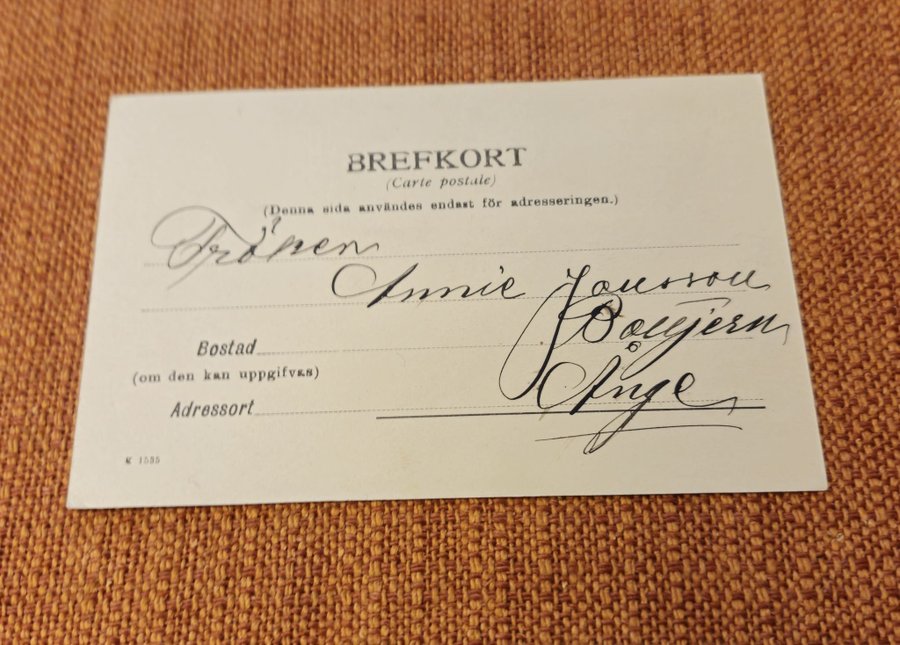 BREFKORT
(Carte postale)
(Denna sida användes endast för adresseringen.)
Fröken
Annie Jonsson
Bostad
(om den kan uppgifvas)
Adressort Ånge
K 1535